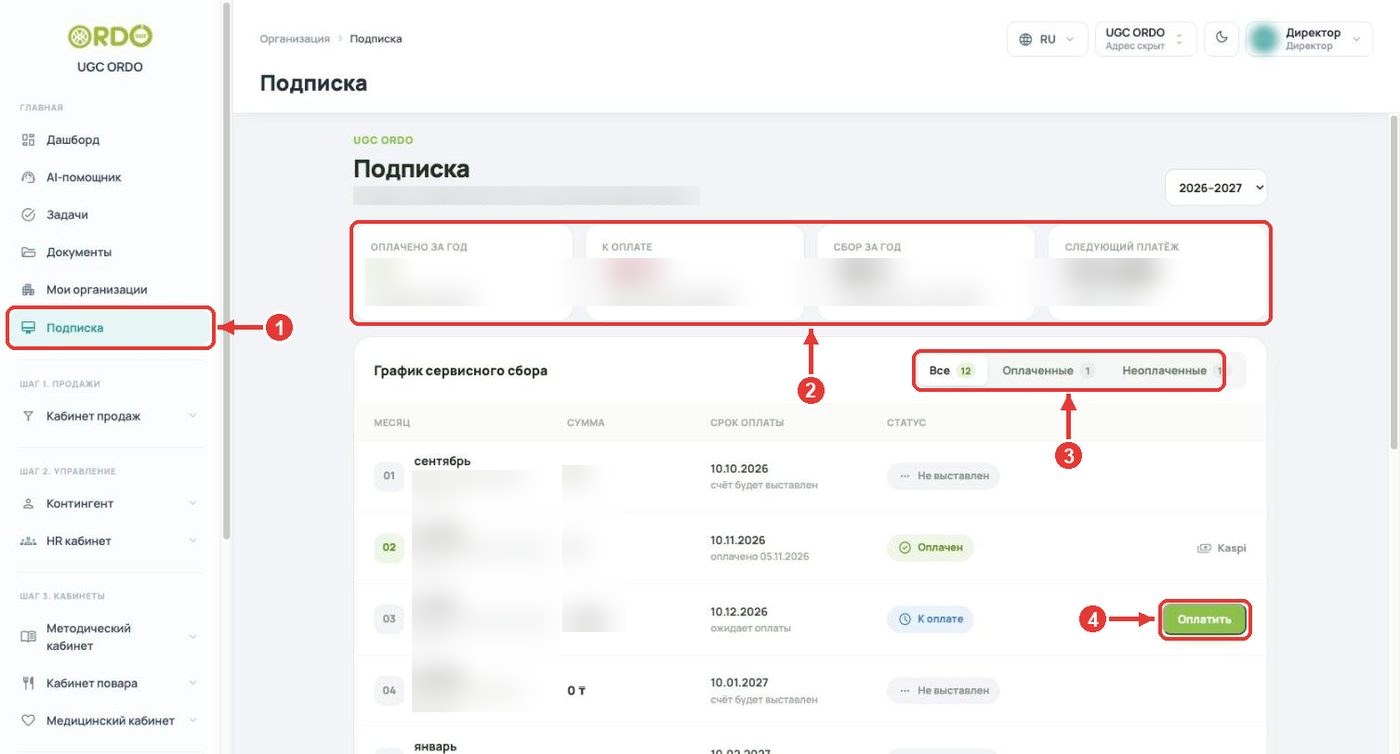 ORDO
UGC ORDO
ГЛАВНАЯ
Дашборд
AI-помощник
Задачи
Документы
Мои организации
Подписка
1
ШАГ 1. ПРОДАЖИ
Кабинет продаж
ШАГ 2. УПРАВЛЕНИЕ
Контингент
HR кабинет
ШАГ 3. КАБИНЕТЫ
Методический
кабинет
Кабинет повара
Медицинский кабинет
Организация > Подписка
RU
UGC ORDO
Адрес скрыт
Директор
Директор
Подписка
UGC ORDO
Подписка
2026-2027
ОПЛАЧЕНО ЗА ГОД
К ОПЛАТЕ
СБОР ЗА ГОД
СЛЕДУЮЩИЙ ПЛАТЁЖ
2
График сервисного сбора
Все 12
Оплаченные 1
Неоплаченные
3
МЕСЯЦ
СУММА
СРОК ОПЛАТЫ
СТАТУС
01
сентябрь
10.10.2026
счёт будет выставлен
Не выставлен
02
10.11.2026
оплачено 05.11.2026
Оплачен
Kaspi
03
10.12.2026
ожидает оплаты
К оплате
4
Оплатить
04
0 ₸
10.01.2027
счёт будет выставлен
Не выставлен
январь
10.02.2027